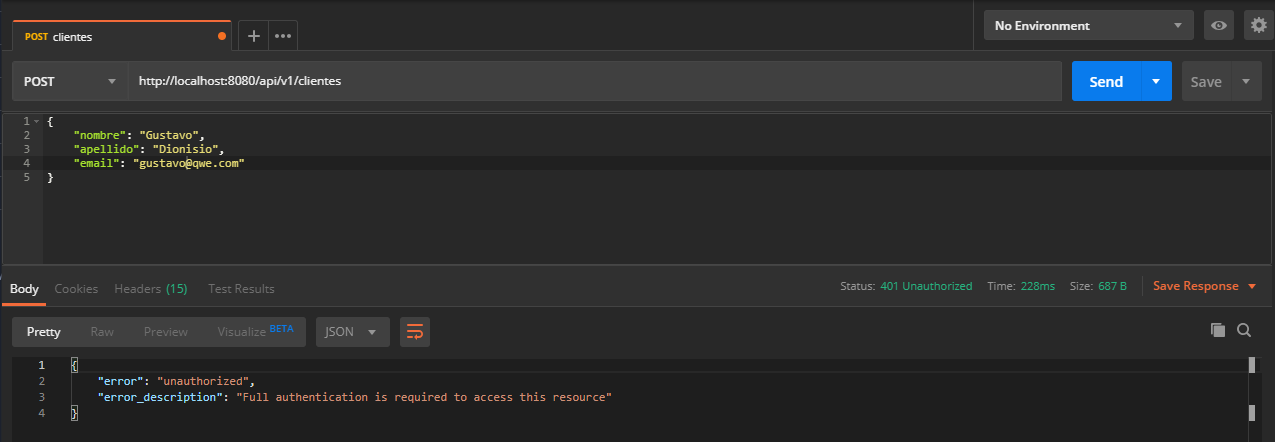 POST clientes
No Environment
POST
http://localhost:8080/api/v1/clientes
Send
Save
1 {
2 "nombre": "Gustavo",
3 "apellido": "Dionisio",
4 "email": "gustavo@qwe.com"
5 }
Body Cookies Headers (15) Test Results
Status: 401 Unauthorized Time: 228ms Size: 687 B Save Response
Pretty Raw Preview Visualize BETA JSON
1 {
2 "error": "unauthorized",
3 "error_description": "Full authentication is required to access this resource"
4 }